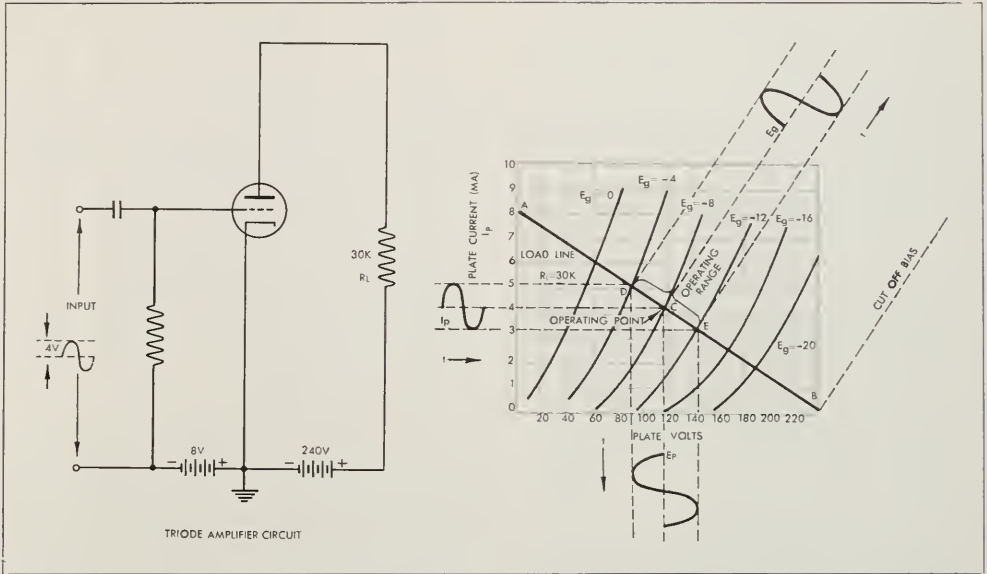 INPUT
4V
30K
RL
8V
240V
- +
- +
TRIODE AMPLIFIER CIRCUIT
PLATE CURRENT (MA)
Ip
10
9
8
7
6
5
4
3
2
1
0
A
LOAD LINE
RL=30K
D
C
E
B
OPERATING POINT
OPERATING RANGE
Eg = 0
Eg = -4
Eg = -8
Eg = -12
Eg = -16
Eg = -20
CUT OFF BIAS
Eg
t
Ip
t
20 40 60 80 100 120 140 160 180 200 220
PLATE VOLTS
Ep
t